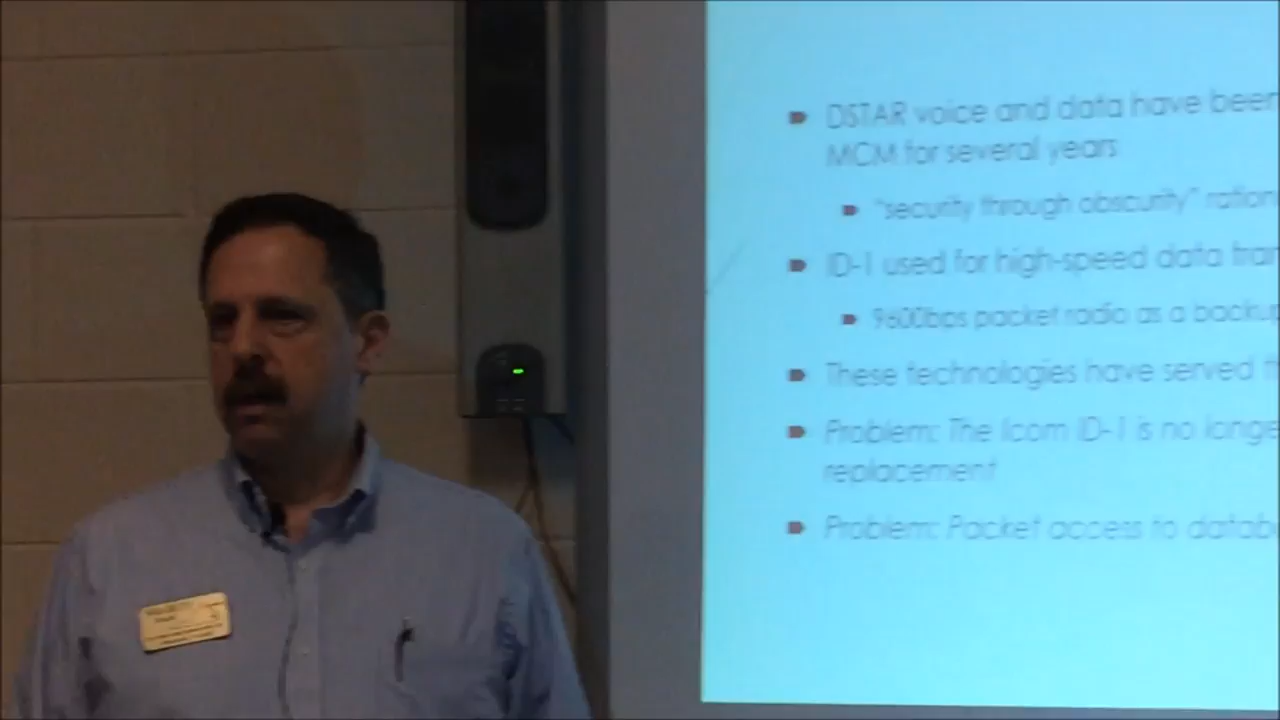 DSTAR voice and data have been
MCM for several years
"security through obscurity"
ID-1 used for high-speed data
9600bps packet radio as a backup
These technologies have served
Problem: The Icom ID-1 is no
replacement
Problem: Packet access to